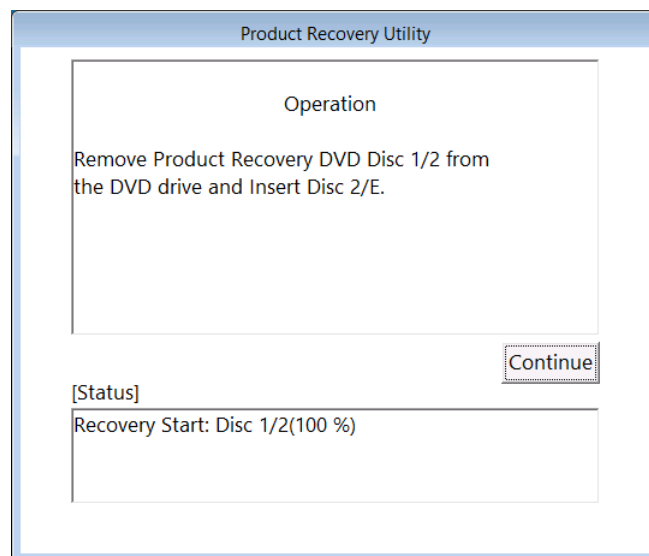 Product Recovery Utility
Operation
Remove Product Recovery DVD Disc 1/2 from
the DVD drive and Insert Disc 2/E.
Continue
[Status]
Recovery Start: Disc 1/2(100 %)